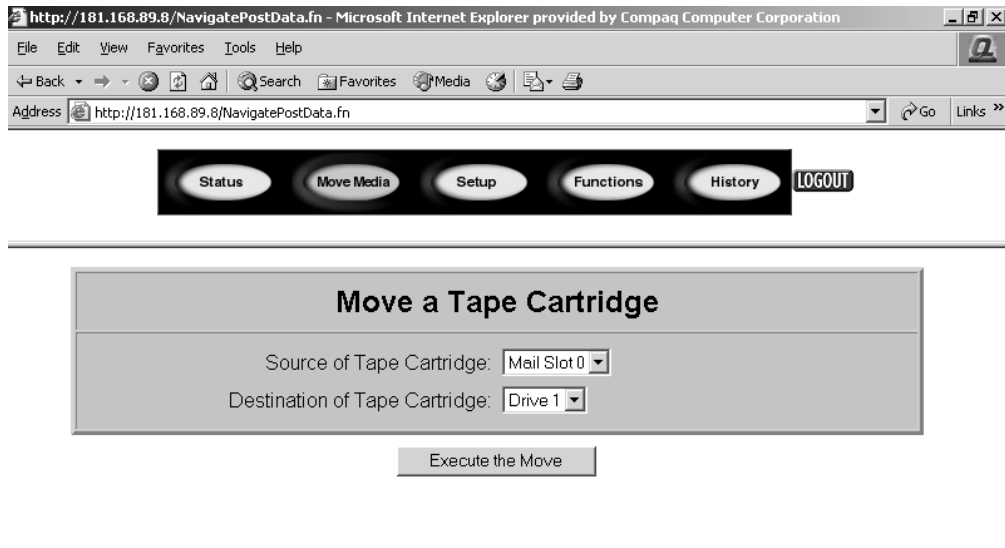 http://181.168.89.8/NavigatePostData.fn - Microsoft Internet Explorer provided by Compaq Computer Corporation
File Edit View Favorites Tools Help
Back Search Favorites Media
Address http://181.168.89.8/NavigatePostData.fn Go Links »
Status Move Media Setup Functions History LOGOUT
Move a Tape Cartridge
Source of Tape Cartridge: Mail Slot 0
Destination of Tape Cartridge: Drive 1
Execute the Move